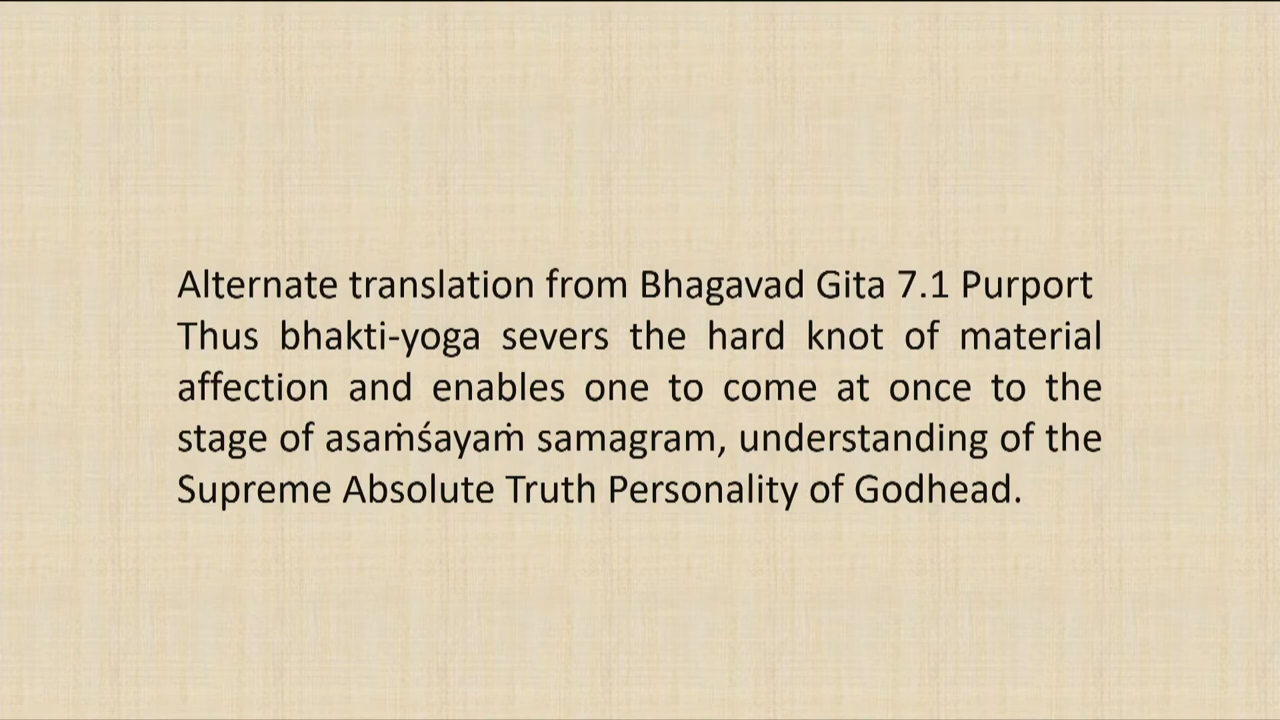 Alternate translation from Bhagavad Gita 7.1 Purport
Thus bhakti-yoga severs the hard knot of material
affection and enables one to come at once to the
stage of asaṁśayaṁ samagram, understanding of the
Supreme Absolute Truth Personality of Godhead.